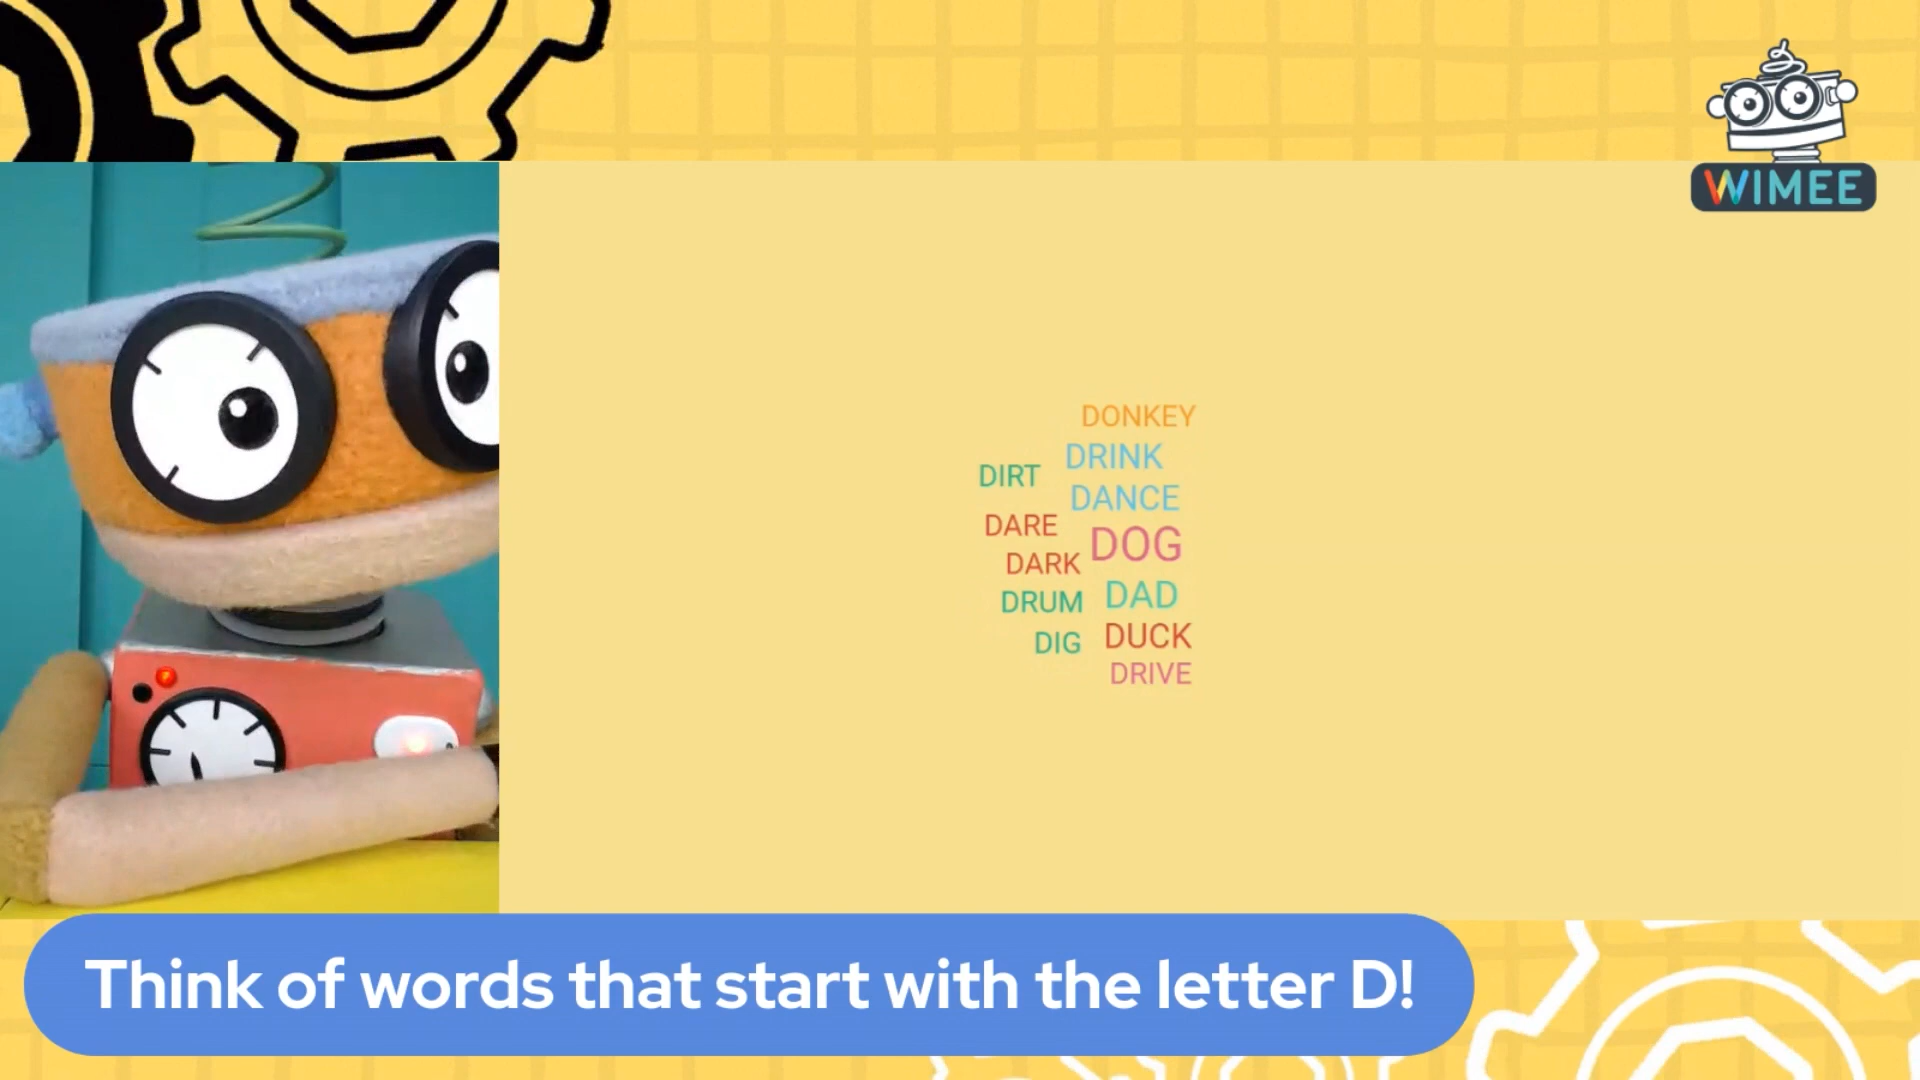 WIMEE
DONKEY
DRINK
DIRT
DANCE
DARE
DOG
DARK
DAD
DRUM
DUCK
DIG
DRIVE
Think of words that start with the letter D!